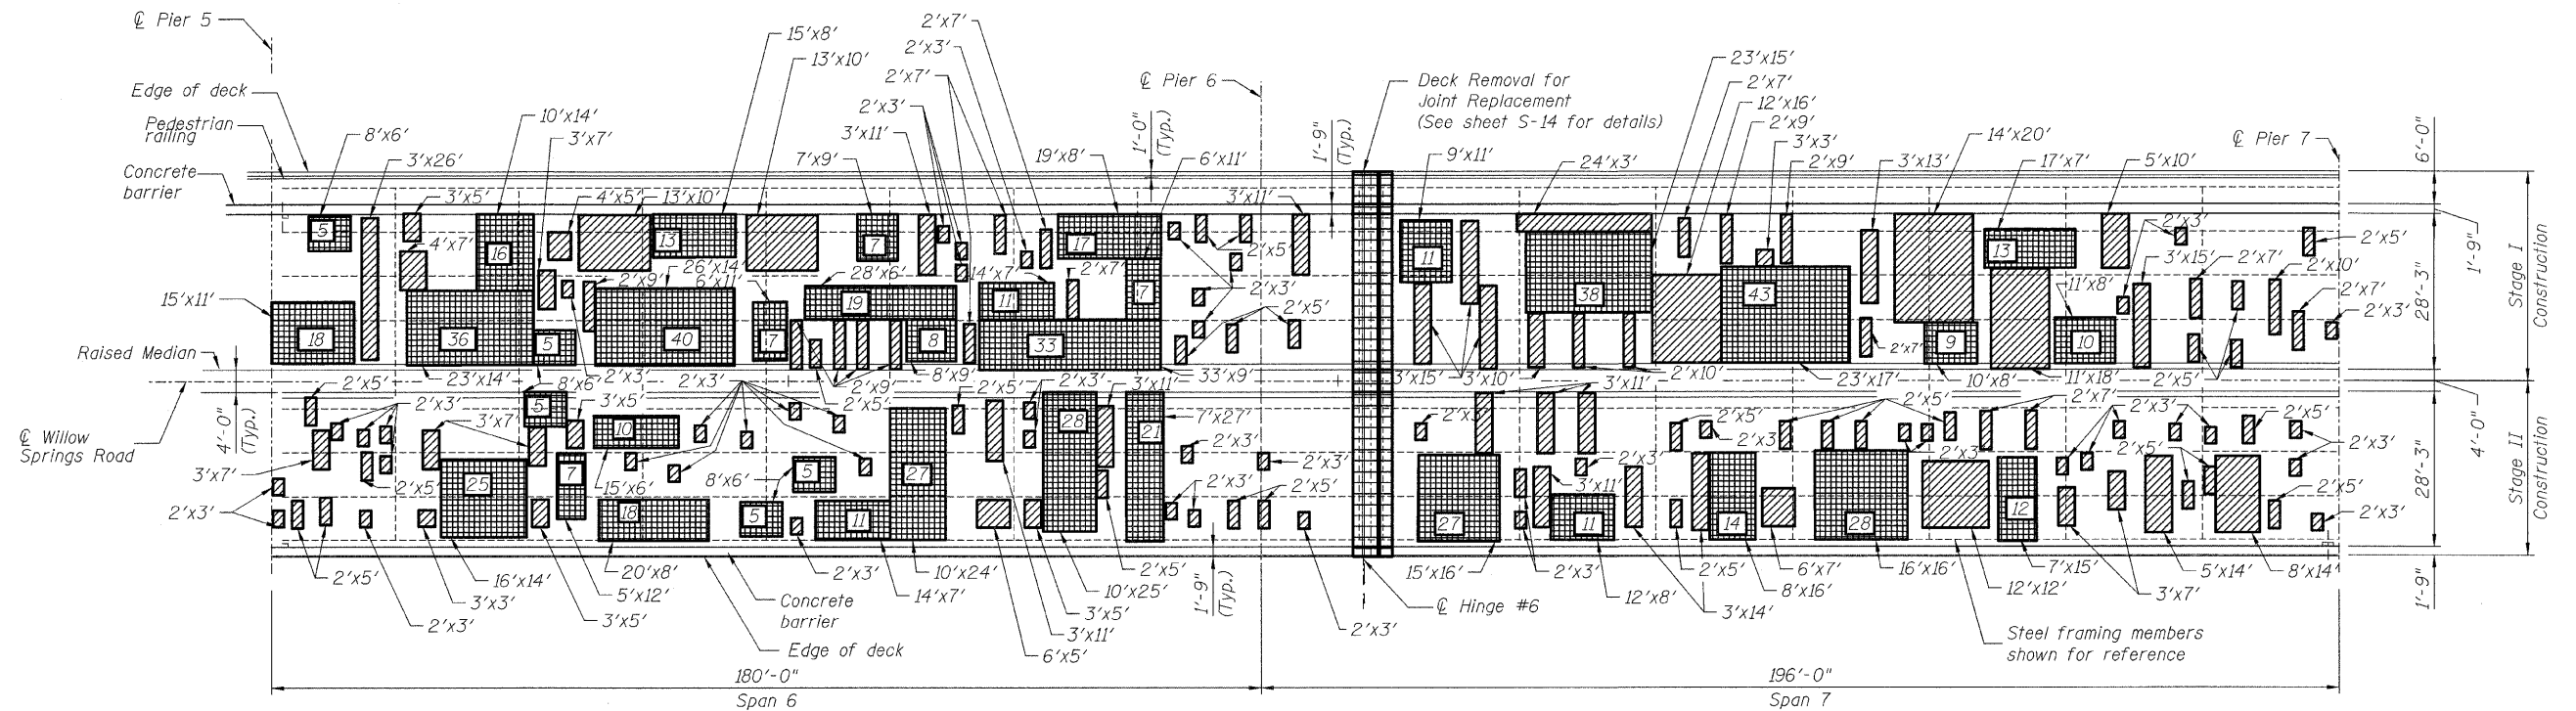 ℄ Pier 5
Edge of deck
Pedestrian
railing
Concrete
barrier
8'x6'
3'x26'
3'x5'
10'x14'
3'x7'
4'x5'
13'x10'
15'x8'
13'x10'
7'x9'
3'x11'
2'x3'
2'x7'
2'x3'
2'x7'
19'x8'
1'-0"
(Typ.)
6'x11'
℄ Pier 6
3'x11'
1'-9"
(Typ.)
Deck Removal for
Joint Replacement
(See sheet S-14 for details)
9'x11'
24'x3'
23'x15'
2'x7'
12'x16'
2'x9'
3'x3'
2'x9'
3'x13'
14'x20'
17'x7'
5'x10'
℄ Pier 7
6'-0"
5
16
13
7
17
11
13
4'x7'
2'x5'
2'x3'
2'x5'
15'x11'
18
36
5
2'x9'
26'x14'
40
6'x11'
7
28'x6'
19
8
14'x7'
11
2'x7'
7
33
2'x3'
2'x5'
38
43
2'x7'
9
11'x8'
10
3'x15'
2'x7'
2'x10'
2'x7'
2'x3'
1'-9"
28'-3"
Stage I
Construction
Raised Median
23'x14'
8'x6'
2'x3'
2'x3'
2'x9'
2'x5'
8'x9'
33'x9'
3'x15'
3'x10'
2'x10'
23'x17'
10'x8'
11'x18'
2'x5'
4'-0"
(Typ.)
℄ Willow
Springs Road
2'x5'
2'x3'
3'x7'
3'x5'
2'x5'
2'x3'
3'x11'
7'x27'
3'x11'
2'x5'
2'x3'
2'x5'
2'x7'
2'x3'
2'x5'
2'x3'
4'-0"
5
10
28
21
27
3'x7'
2'x3'
2'x5'
25
7
15'x6'
8'x6'
5
18
5
11
2'x3'
2'x3'
2'x5'
2'x3'
27
3'x11'
2'x3'
11
14
28
2'x3'
12
2'x5'
2'x5'
2'x3'
28'-3"
Stage II
Construction
2'x5'
2'x3'
16'x14'
3'x3'
3'x5'
5'x12'
20'x8'
Concrete
barrier
Edge of deck
2'x3'
14'x7'
10'x24'
6'x5'
3'x11'
3'x5'
10'x25'
2'x5'
1'-9"
(Typ.)
2'x3'
℄ Hinge #6
15'x16'
2'x3'
12'x8'
3'x14'
2'x5'
8'x16'
6'x7'
16'x16'
12'x12'
7'x15'
3'x7'
5'x14'
8'x14'
1'-9"
Steel framing members
shown for reference
180'-0"
Span 6
196'-0"
Span 7